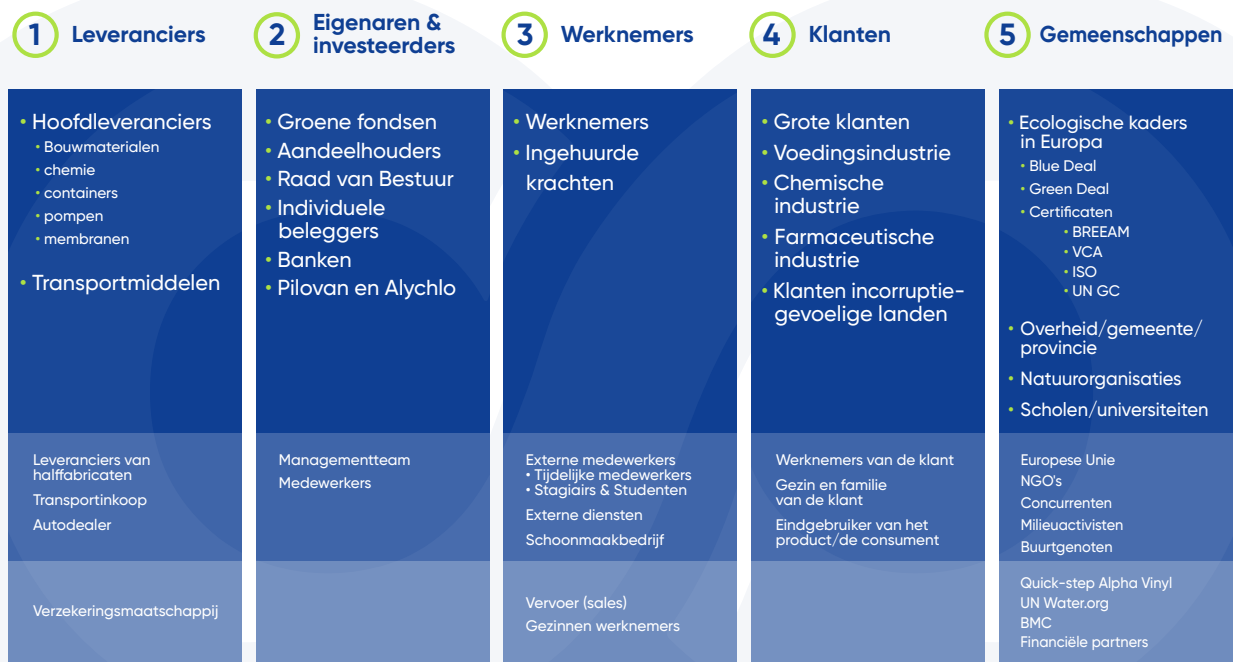 1 Leveranciers
• Hoofdleveranciers
• Bouwmaterialen
• chemie
• containers
• pompen
• membranen
• Transportmiddelen
Leveranciers van
halffabricaten
Transportinkoop
Autodealer
Verzekeringsmaatschappij
2 Eigenaren &
investeerders
• Groene fondsen
• Aandeelhouders
• Raad van Bestuur
• Individuele
beleggers
• Banken
• Pilovan en Alychlo
Managementteam
Medewerkers
3 Werknemers
• Werknemers
• Ingehuurde
krachten
Externe medewerkers
• Tijdelijke medewerkers
• Stagiairs & Studenten
Externe diensten
Schoonmaakbedrijf
Vervoer (sales)
Gezinnen werknemers
4 Klanten
• Grote klanten
• Voedingsindustrie
• Chemische
industrie
• Farmaceutische
industrie
• Klanten incorruptie-
gevoelige landen
Werknemers van de klant
Gezin en familie
van de klant
Eindgebruiker van het
product/de consument
5 Gemeenschappen
• Ecologische kaders
in Europa
• Blue Deal
• Green Deal
• Certificaten
• BREEAM
• VCA
• ISO
• UN GC
• Overheid/gemeente/
provincie
• Natuurorganisaties
• Scholen/universiteiten
Europese Unie
NGO's
Concurrenten
Milieuactivisten
Buurtgenoten
Quick-step Alpha Vinyl
UN Water.org
BMC
Financiële partners